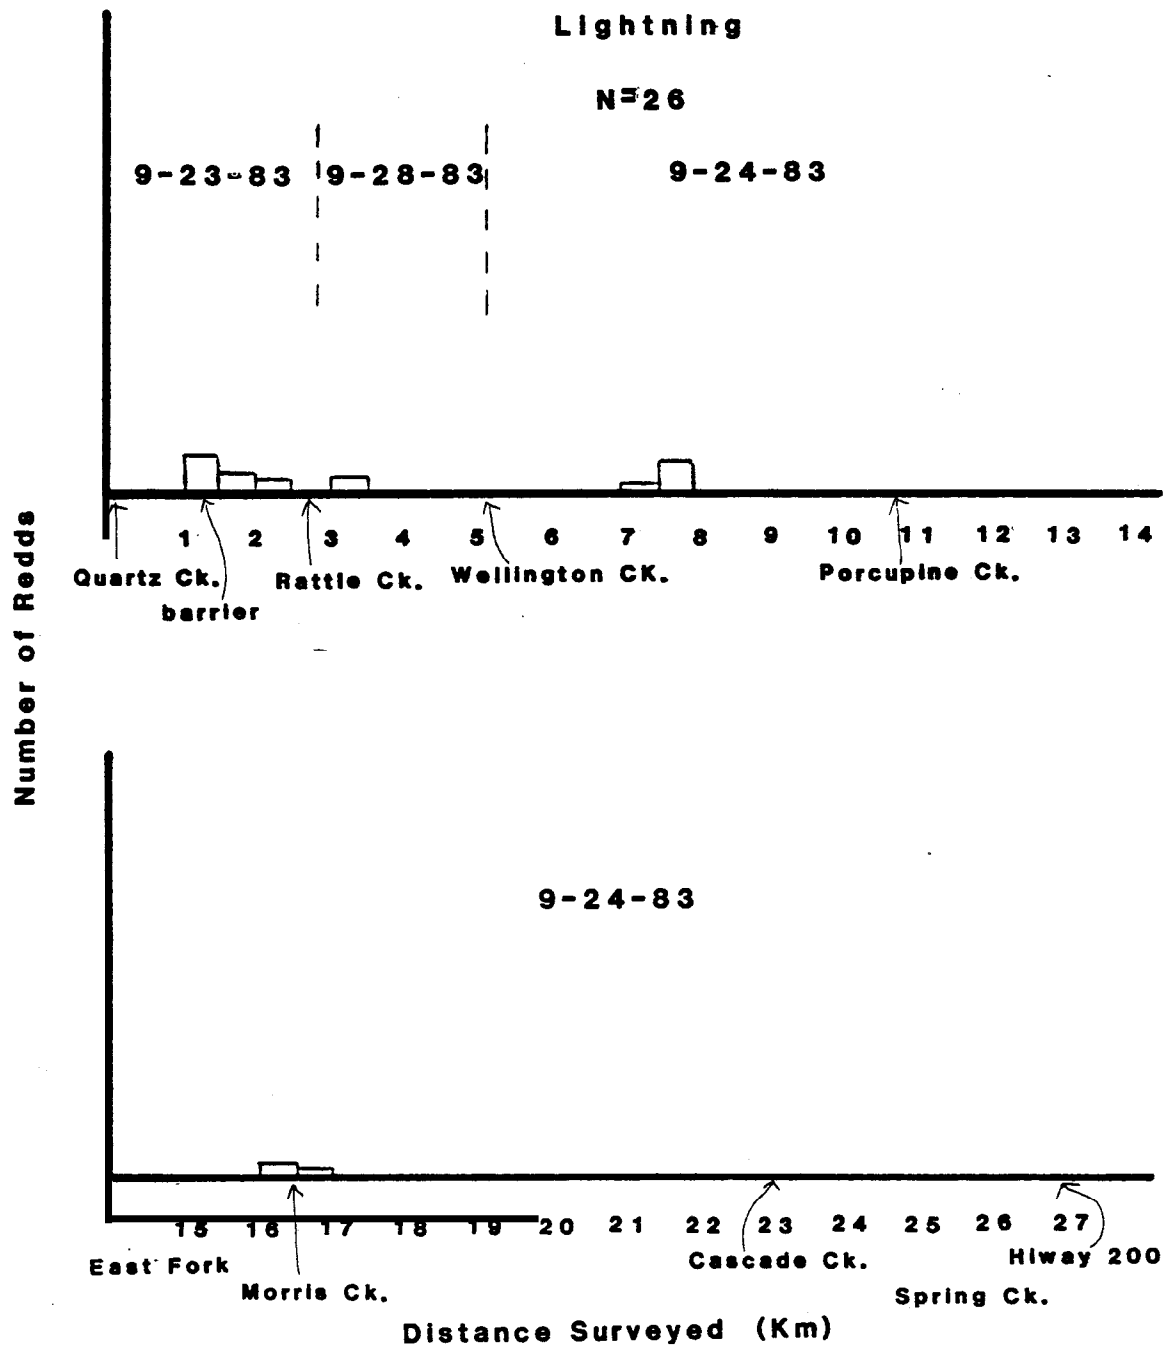 Lightning
N=26
9-23-83 9-28-83 9-24-83
1 2 3 4 5 6 7 8 9 10 11 12 13 14
Quartz Ck. Rattle Ck. Wellington CK. Porcupine Ck.
barrier
Number of Redds
9-24-83
15 16 17 18 19 20 21 22 23 24 25 26 27
East Fork Cascade Ck. Hiway 200
Morris Ck. Spring Ck.
Distance Surveyed (Km)